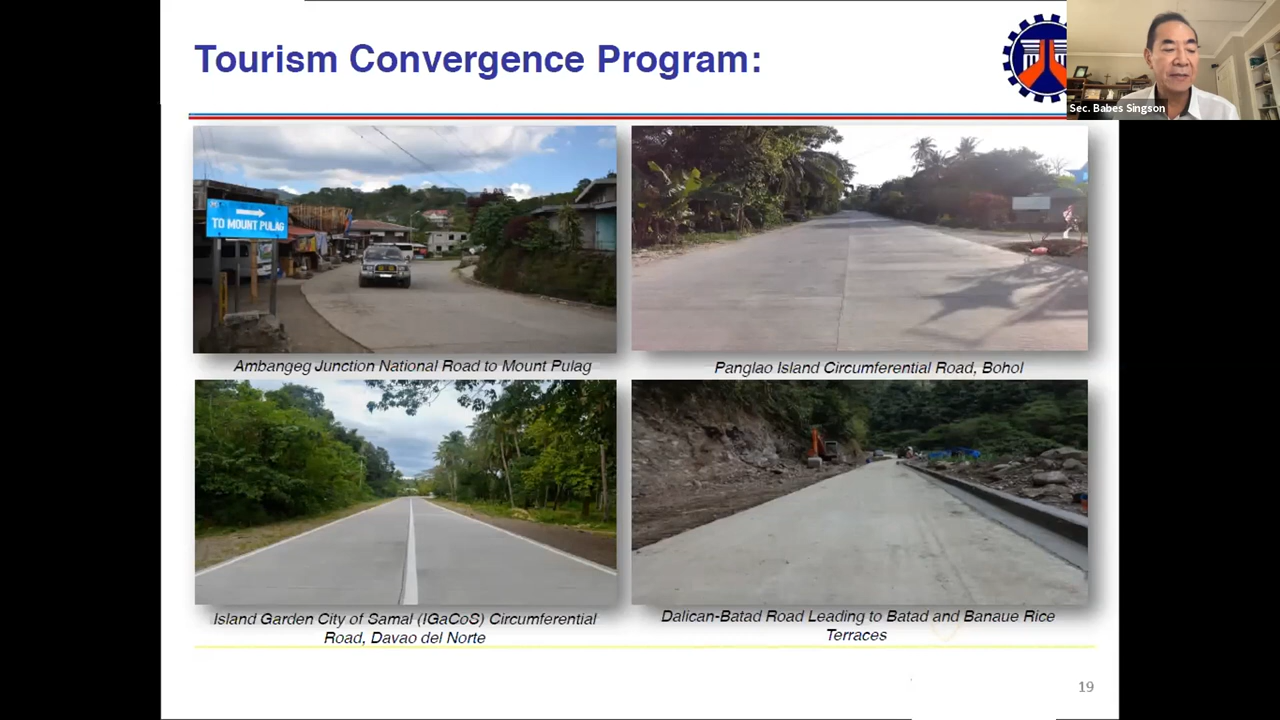 Tourism Convergence Program:
Sec. Babes Singson
TO MOUNT PULAG
Ambangeg Junction National Road to Mount Pulag
Panglao Island Circumferential Road, Bohol
Island Garden City of Samal (IGaCoS) Circumferential
Road, Davao del Norte
Dalican-Batad Road Leading to Batad and Banaue Rice
Terraces
19